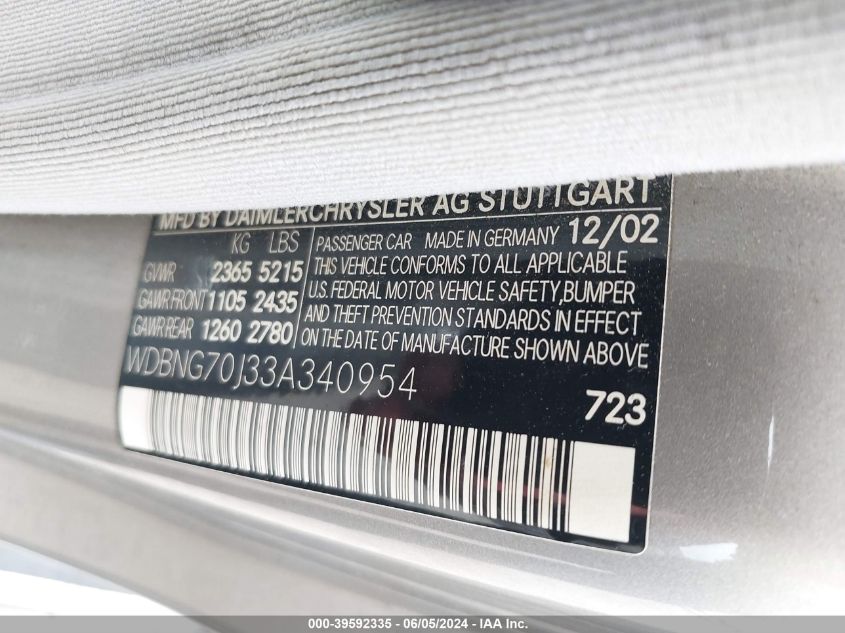 MFD BY DAIMLERCHRYSLER AG STUTTGART
KG LBS
GVWR 2365 5215
GAWR FRONT 1105 2435
GAWR REAR 1260 2780
PASSENGER CAR MADE IN GERMANY 12/02
THIS VEHICLE CONFORMS TO ALL APPLICABLE
U.S. FEDERAL MOTOR VEHICLE SAFETY,BUMPER
AND THEFT PREVENTION STANDARDS IN EFFECT
ON THE DATE OF MANUFACTURE SHOWN ABOVE
WDBNG70J33A340954
723
000-39592335 - 06/05/2024 - IAA Inc.